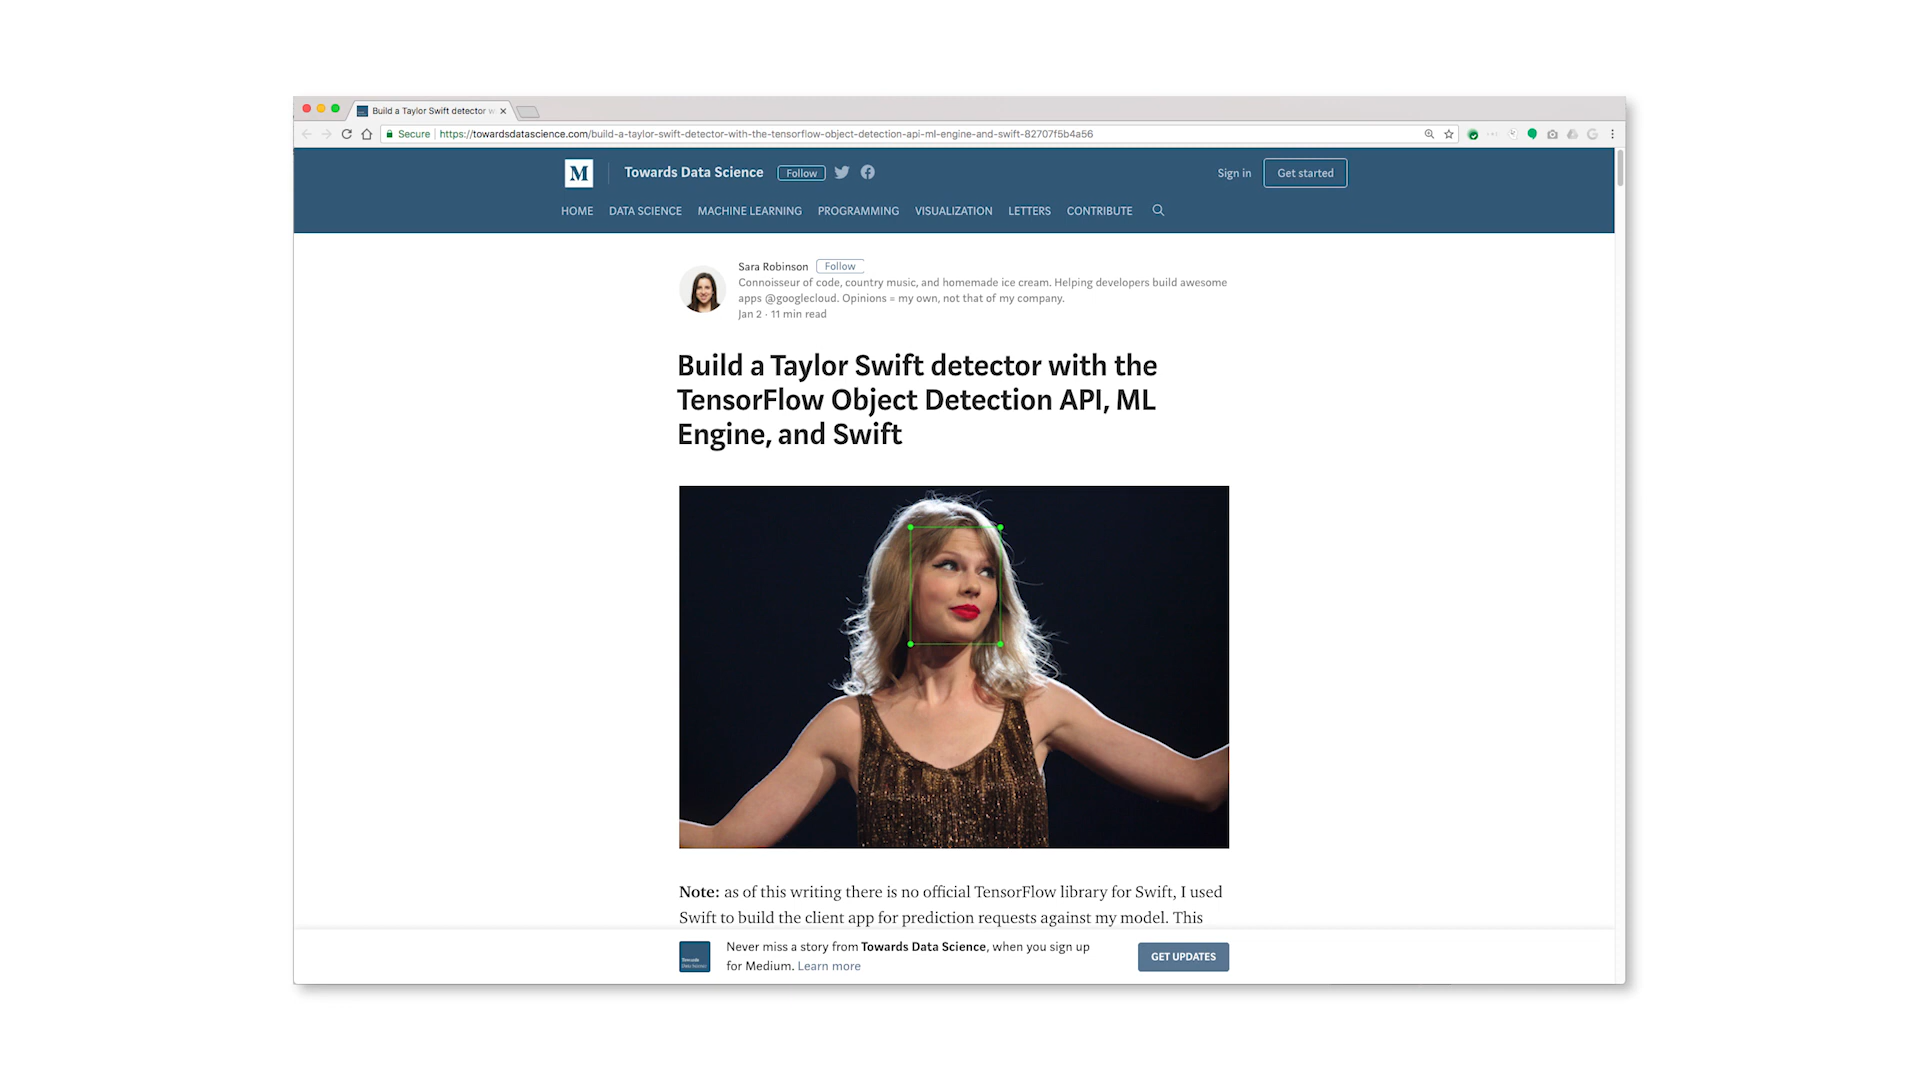 Build a Taylor Swift detector w
Secure
https://towardsdatascience.com/build-a-taylor-swift-detector-with-the-tensorflow-object-detection-api-ml-engine-and-swift-82707f5b4a56
M
Towards Data Science
Follow
Sign in
Get started
HOME DATA SCIENCE MACHINE LEARNING PROGRAMMING VISUALIZATION LETTERS CONTRIBUTE
Sara Robinson Follow
Connoisseur of code, country music, and homemade ice cream. Helping developers build awesome
apps @googlecloud. Opinions = my own, not that of my company.
Jan 2 · 11 min read
Build a Taylor Swift detector with the
TensorFlow Object Detection API, ML
Engine, and Swift
Note: as of this writing there is no official TensorFlow library for Swift, I used
Swift to build the client app for prediction requests against my model. This
Never miss a story from Towards Data Science, when you sign up
for Medium. Learn more
GET UPDATES